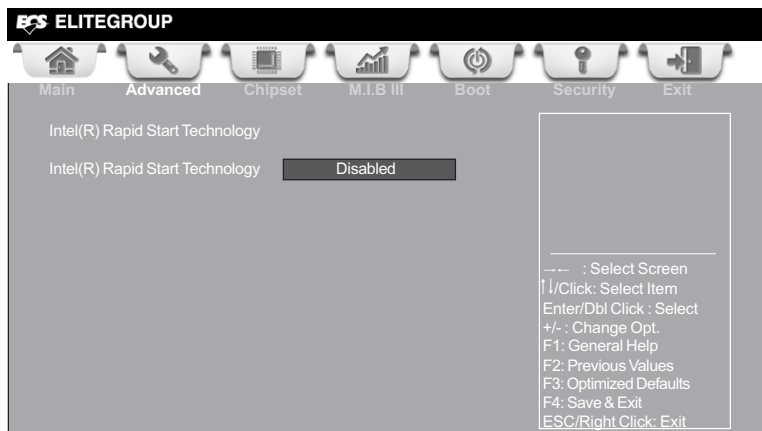 ECS ELITEGROUP
Main Advanced Chipset M.I.B III Boot Security Exit
Intel(R) Rapid Start Technology
Intel(R) Rapid Start Technology Disabled
→← : Select Screen
↑↓/Click: Select Item
Enter/Dbl Click : Select
+/- : Change Opt.
F1: General Help
F2: Previous Values
F3: Optimized Defaults
F4: Save & Exit
ESC/Right Click: Exit